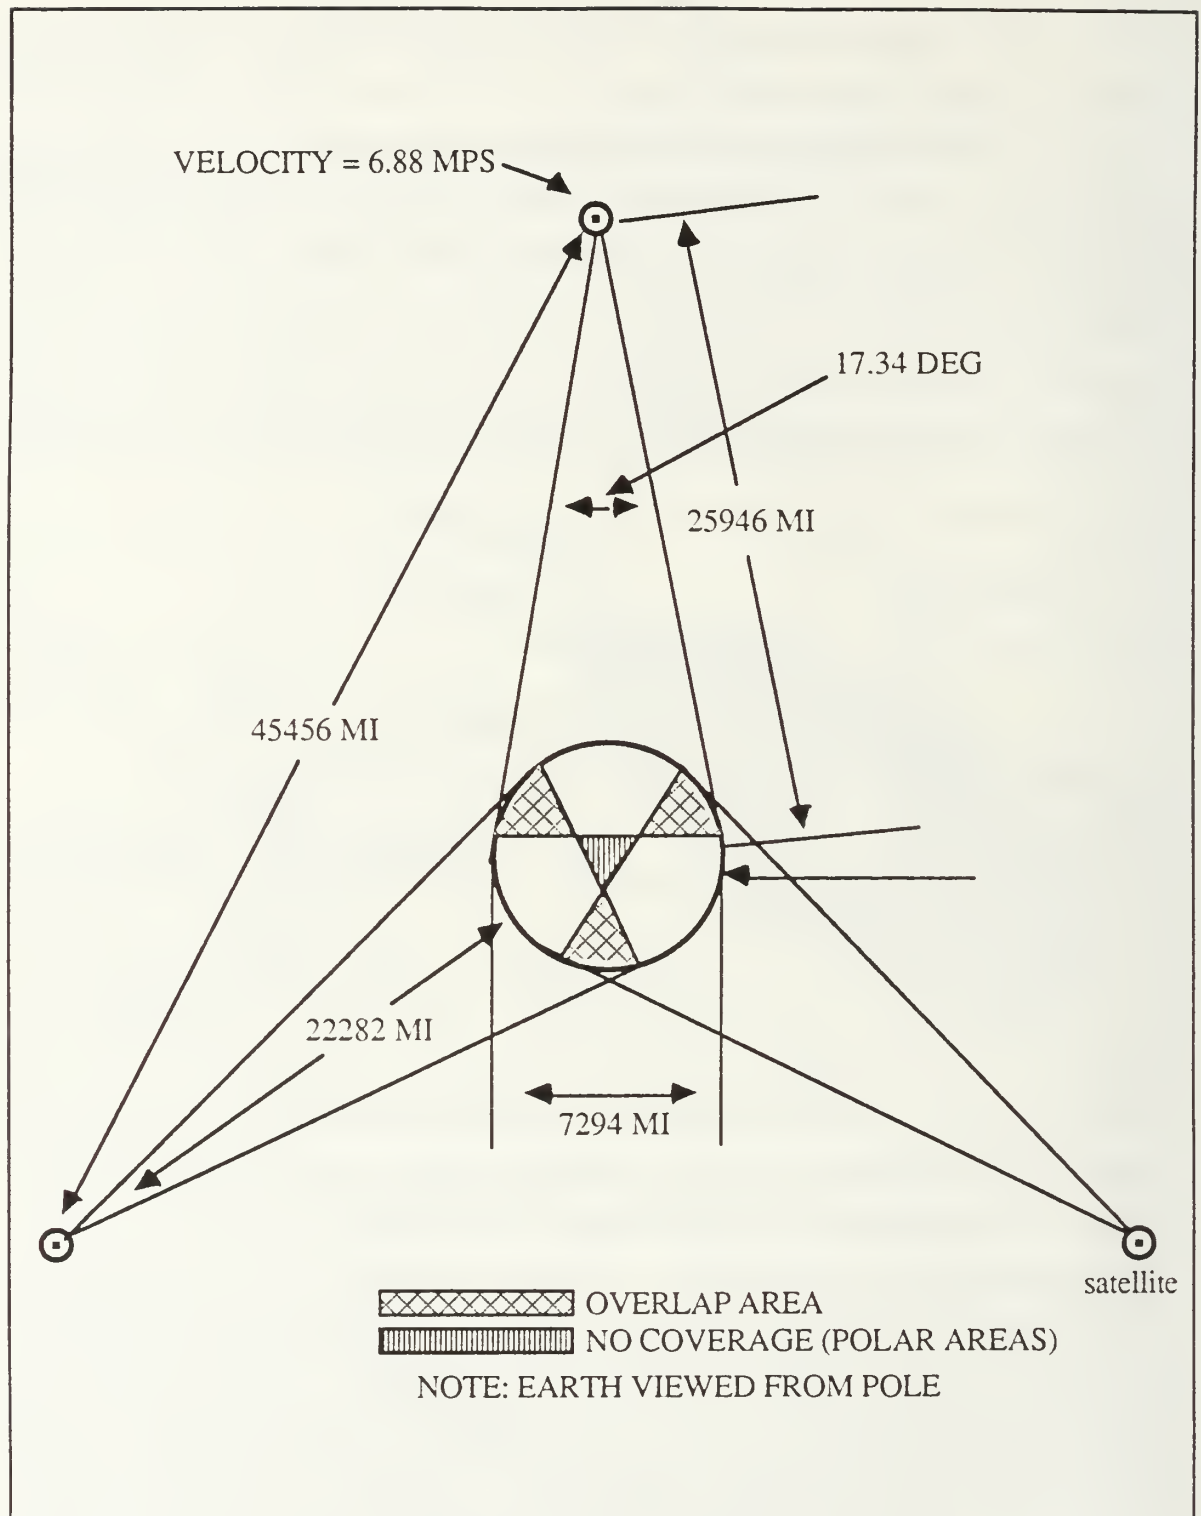 VELOCITY = 6.88 MPS
17.34 DEG
25946 MI
45456 MI
22282 MI
7294 MI
satellite
OVERLAP AREA
NO COVERAGE (POLAR AREAS)
NOTE: EARTH VIEWED FROM POLE